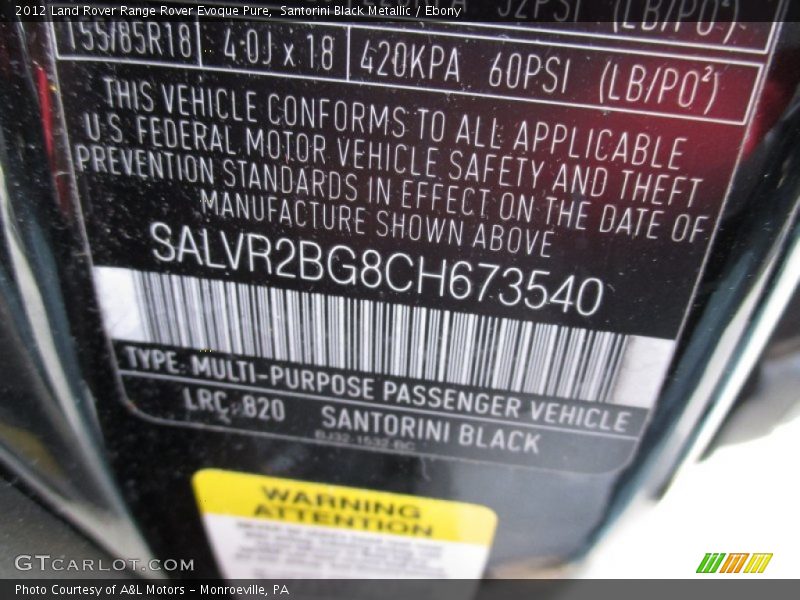 2012 Land Rover Range Rover Evoque Pure, Santorini Black Metallic / Ebony
32PSI (LB/PO²)
155/85R18 4.0J x 18 420KPA 60PSI (LB/PO²)
THIS VEHICLE CONFORMS TO ALL APPLICABLE
U.S. FEDERAL MOTOR VEHICLE SAFETY AND THEFT
PREVENTION STANDARDS IN EFFECT ON THE DATE OF
MANUFACTURE SHOWN ABOVE
SALVR2BG8CH673540
TYPE: MULTI-PURPOSE PASSENGER VEHICLE
LRC 820 SANTORINI BLACK
WARNING
ATTENTION
GTCarlot.com
Photo Courtesy of A&L Motors – Monroeville, PA